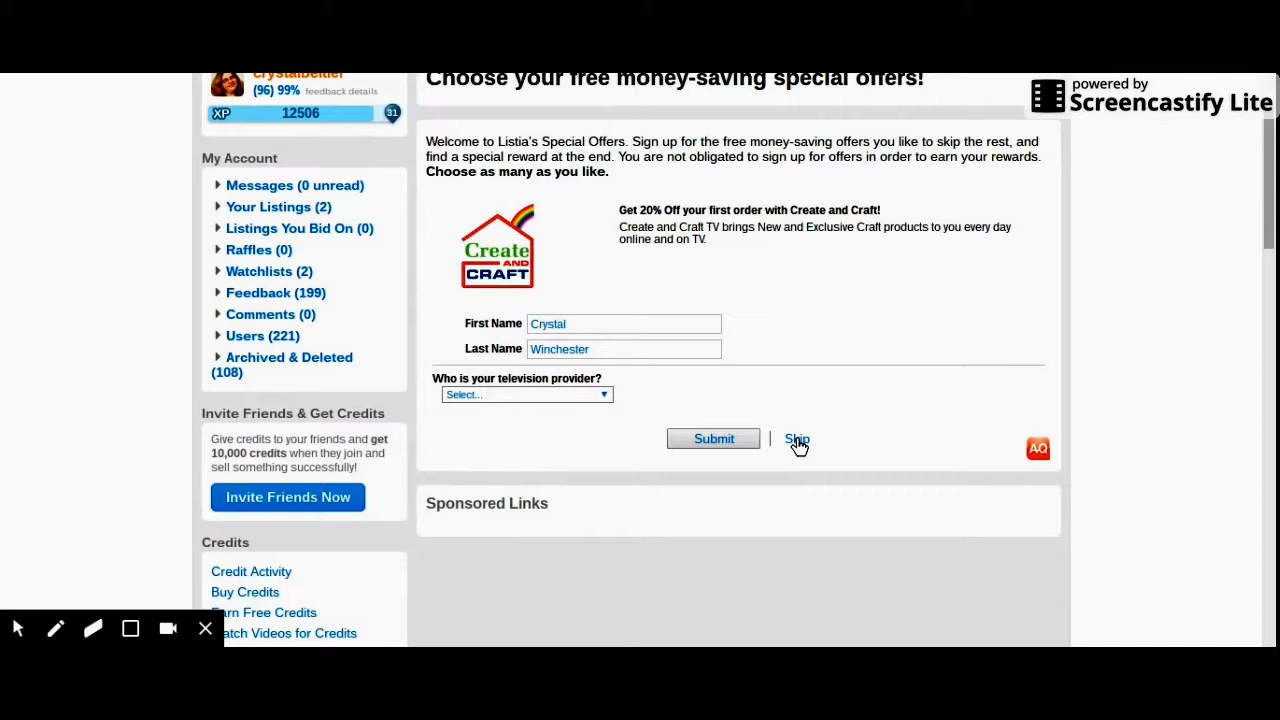 crystalbeltler
(96) 99% feedback details
XP 12506 31
My Account
Messages (0 unread)
Your Listings (2)
Listings You Bid On (0)
Raffles (0)
Watchlists (2)
Feedback (199)
Comments (0)
Users (221)
Archived & Deleted
(108)
Invite Friends & Get Credits
Give credits to your friends and get
10,000 credits when they join and
sell something successfully!
Invite Friends Now
Credits
Credit Activity
Buy Credits
Earn Free Credits
atch Videos for Credits
Choose your free money-saving special offers!
Welcome to Listia's Special Offers. Sign up for the free money-saving offers you like to skip the rest, and
find a special reward at the end. You are not obligated to sign up for offers in order to earn your rewards.
Choose as many as you like.
Create
AND
CRAFT
Get 20% Off your first order with Create and Craft!
Create and Craft TV brings New and Exclusive Craft products to you every day
online and on TV.
First Name Crystal
Last Name Winchester
Who is your television provider?
Select...
Submit | Skip
AQ
Sponsored Links
powered by
Screencastify Lite